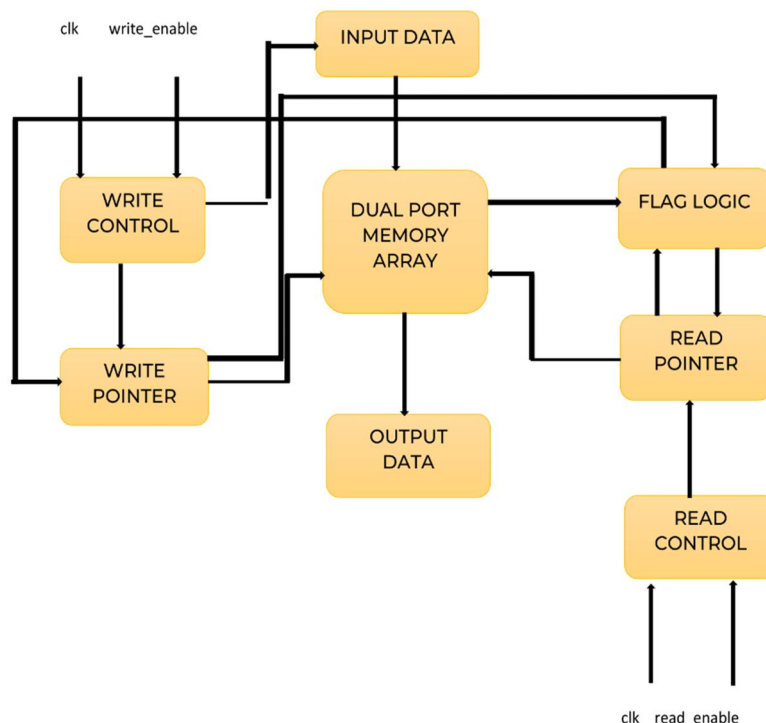 clk write_enable
INPUT DATA
WRITE
CONTROL
DUAL PORT
MEMORY
ARRAY
FLAG LOGIC
WRITE
POINTER
READ
POINTER
OUTPUT
DATA
READ
CONTROL
clk read_enable